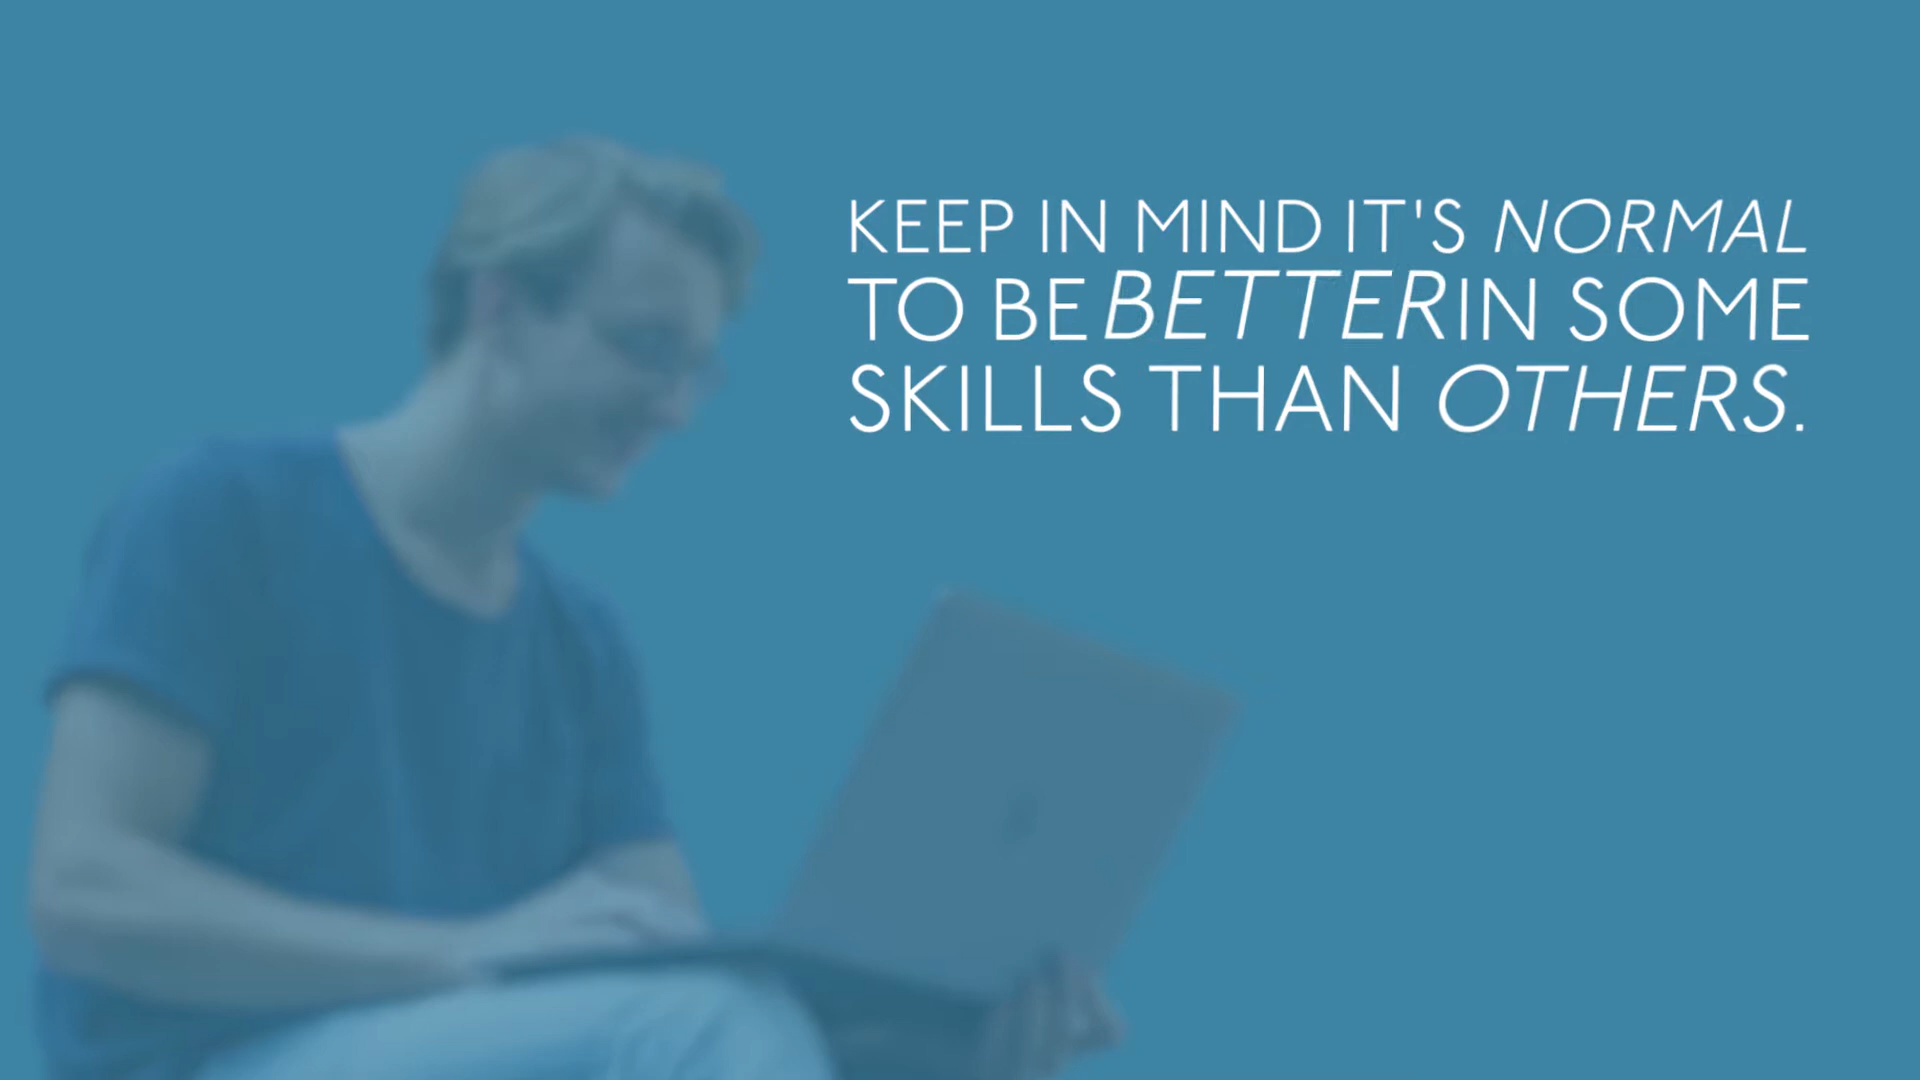 KEEP IN MIND IT'S NORMAL
TO BE BETTER IN SOME
SKILLS THAN OTHERS.